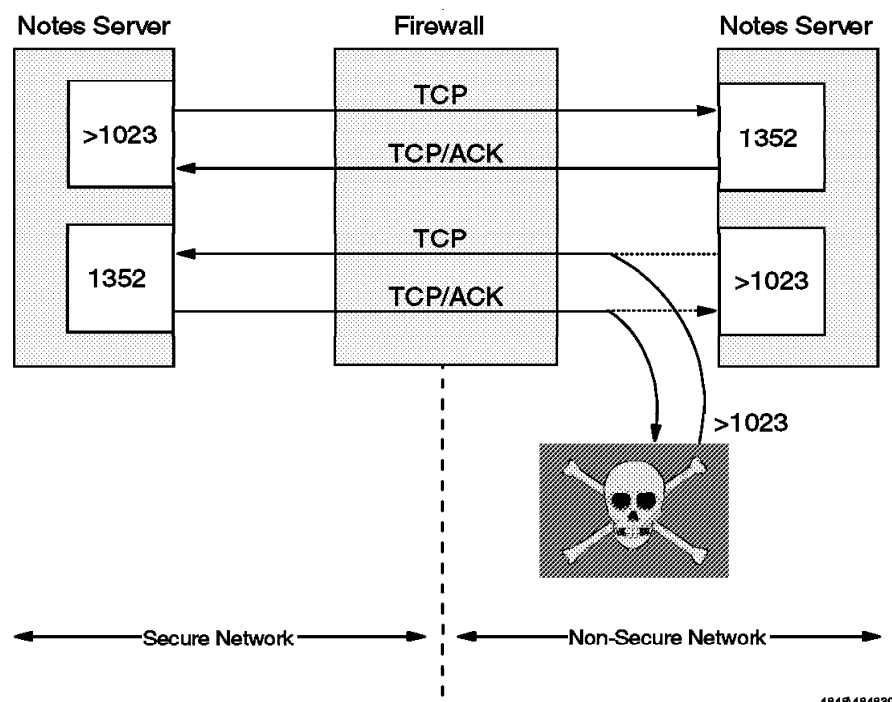 Notes Server
Firewall
Notes Server
TCP
>1023
1352
TCP/ACK
TCP
1352
>1023
TCP/ACK
>1023
Secure Network
Non-Secure Network